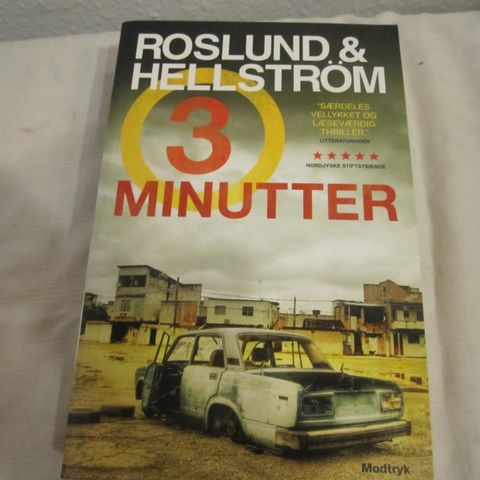 ROSLUND &
HELLSTRÖM
"SÆRDELES
VELLYKKET OG
LÆSEVÆRDIG
THRILLER."
LITTERATURSIDEN
★★★★★
NORDJYSKE STIFTSTIDENDE
3
MINUTTER
Modtryk